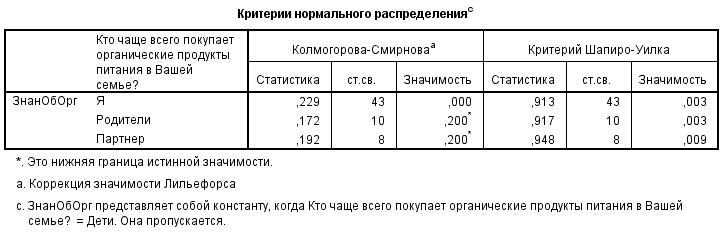 Критерии нормального распределения^c
Кто чаще всего покупает органические продукты питания в Вашей семье? Колмогорова-Смирнова^a Критерий Шапиро-Уилка
Статистика ст.св. Значимость Статистика ст.св. Значимость
ЗнанОбОрг Я ,229 43 ,000 ,913 43 ,003
Родители ,172 10 ,200* ,917 10 ,003
Партнер ,192 8 ,200* ,948 8 ,009
*. Это нижняя граница истинной значимости.
a. Коррекция значимости Лильефорса
c. ЗнанОбОрг представляет собой константу, когда Кто чаще всего покупает органические продукты питания в Вашей
семье? = Дети. Она пропускается.